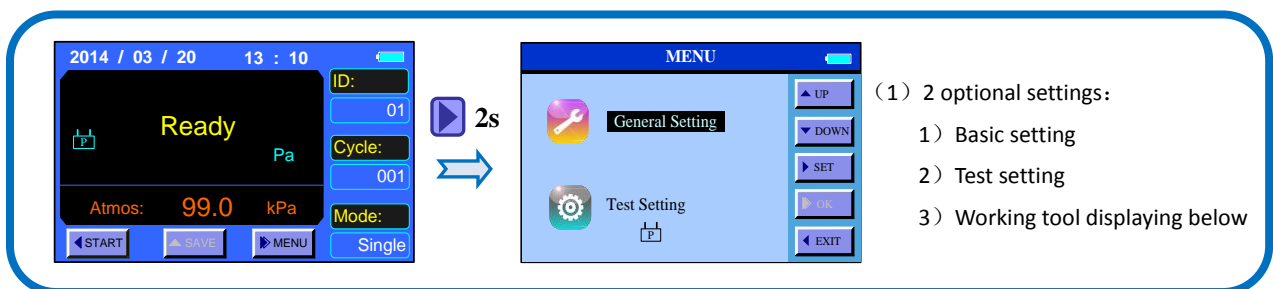 2014 / 03 / 20 13 : 10
ID:
01
Ready
P
Pa
Cycle:
001
Atmos: 99.0 kPa
Mode:
Single
START
SAVE
MENU
2s
MENU
General Setting
Test Setting
P
UP
DOWN
SET
OK
EXIT
（1）2 optional settings：
1）Basic setting
2）Test setting
3）Working tool displaying below